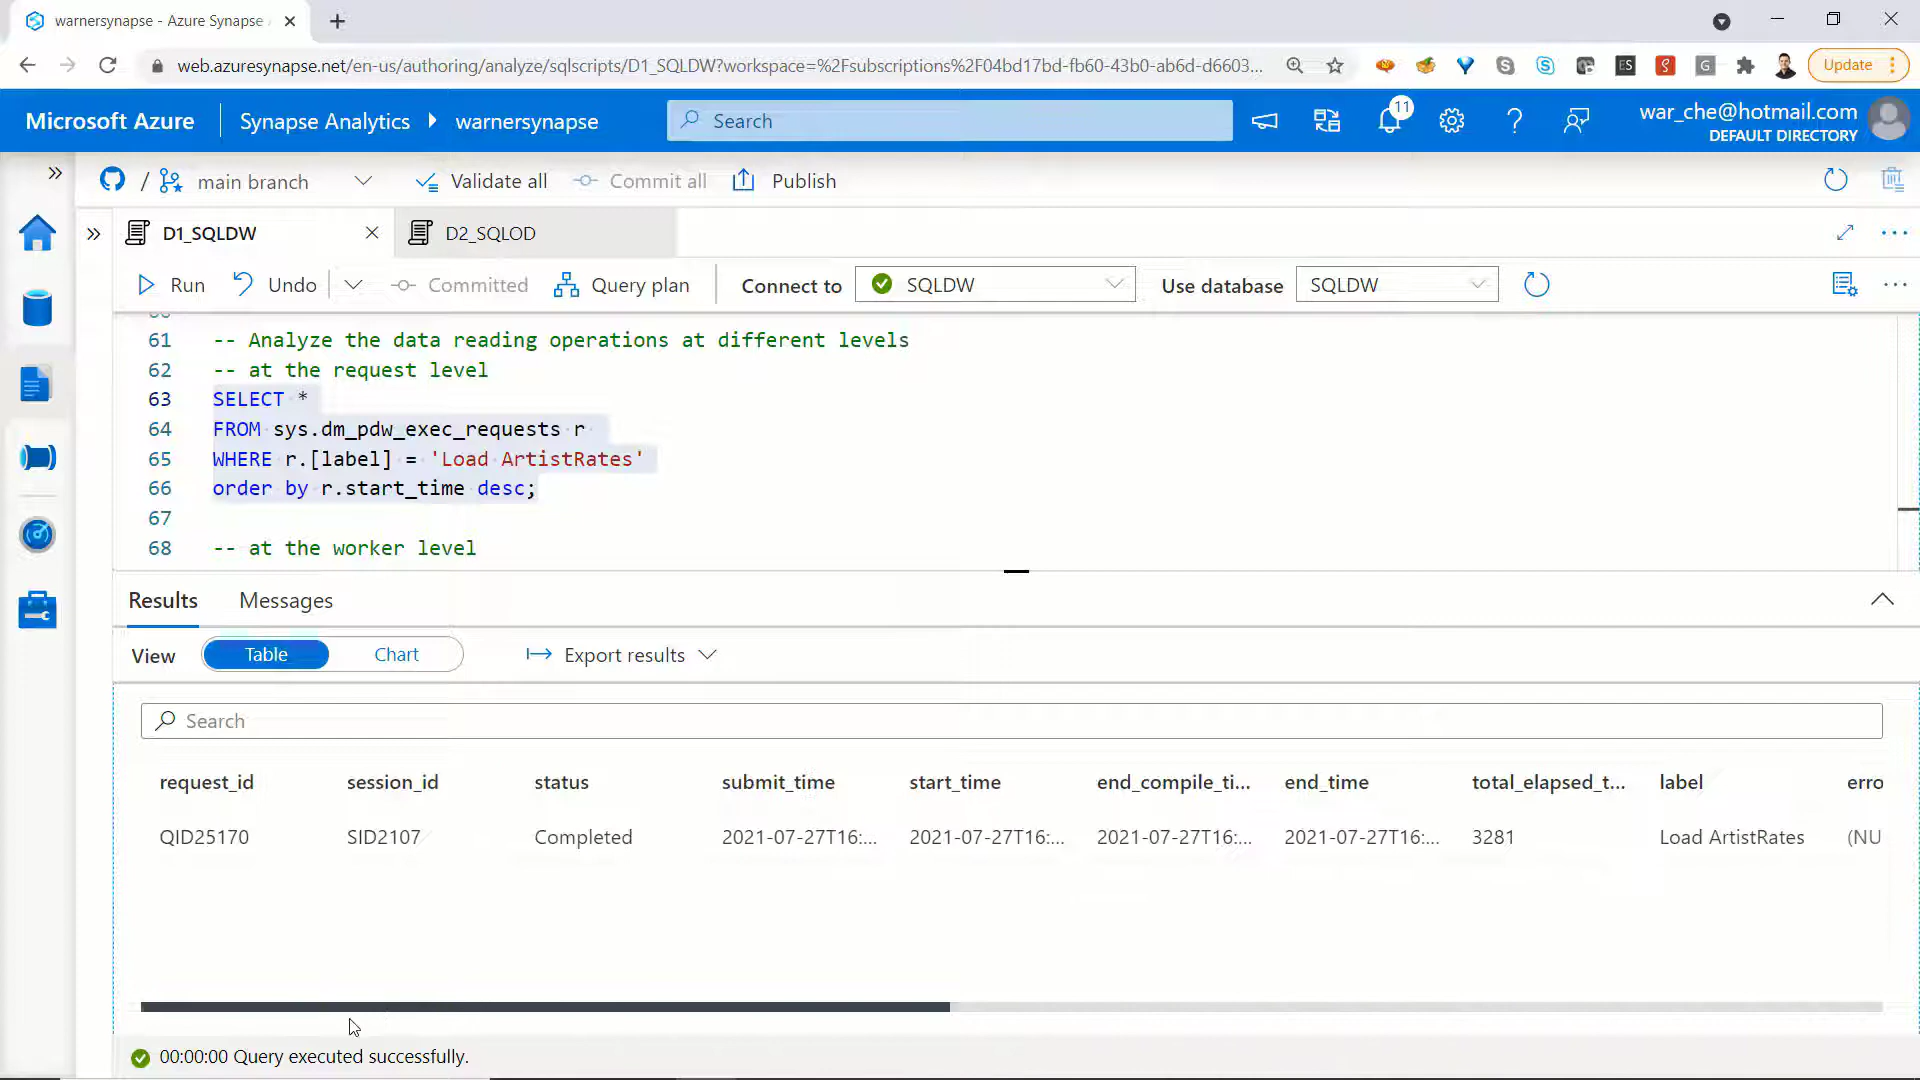 warnersynapse - Azure Synapse
web.azuresynapse.net/en-us/authoring/analyze/sqlscripts/D1_SQLDW?workspace=%2Fsubscriptions%2F04bd17bd-fb60-43b0-ab6d-d6603...
ES
G
Update
Microsoft Azure
Synapse Analytics
warnersynapse
Search
11
war_che@hotmail.com
DEFAULT DIRECTORY
/ main branch
Validate all
Commit all
Publish
D1_SQLDW
D2_SQLOD
Run
Undo
Committed
Query plan
Connect to
SQLDW
Use database
SQLDW
61 -- Analyze the data reading operations at different levels
62 -- at the request level
63 SELECT *
64 FROM sys.dm_pdw_exec_requests r
65 WHERE r.[label] = 'Load ArtistRates'
66 order by r.start_time desc;
67
68 -- at the worker level
Results
Messages
View
Table
Chart
Export results
Search
request_id session_id status submit_time start_time end_compile_ti... end_time total_elapsed_t... label erro
QID25170 SID2107 Completed 2021-07-27T16:... 2021-07-27T16:... 2021-07-27T16:... 2021-07-27T16:... 3281 Load ArtistRates (NU
00:00:00 Query executed successfully.